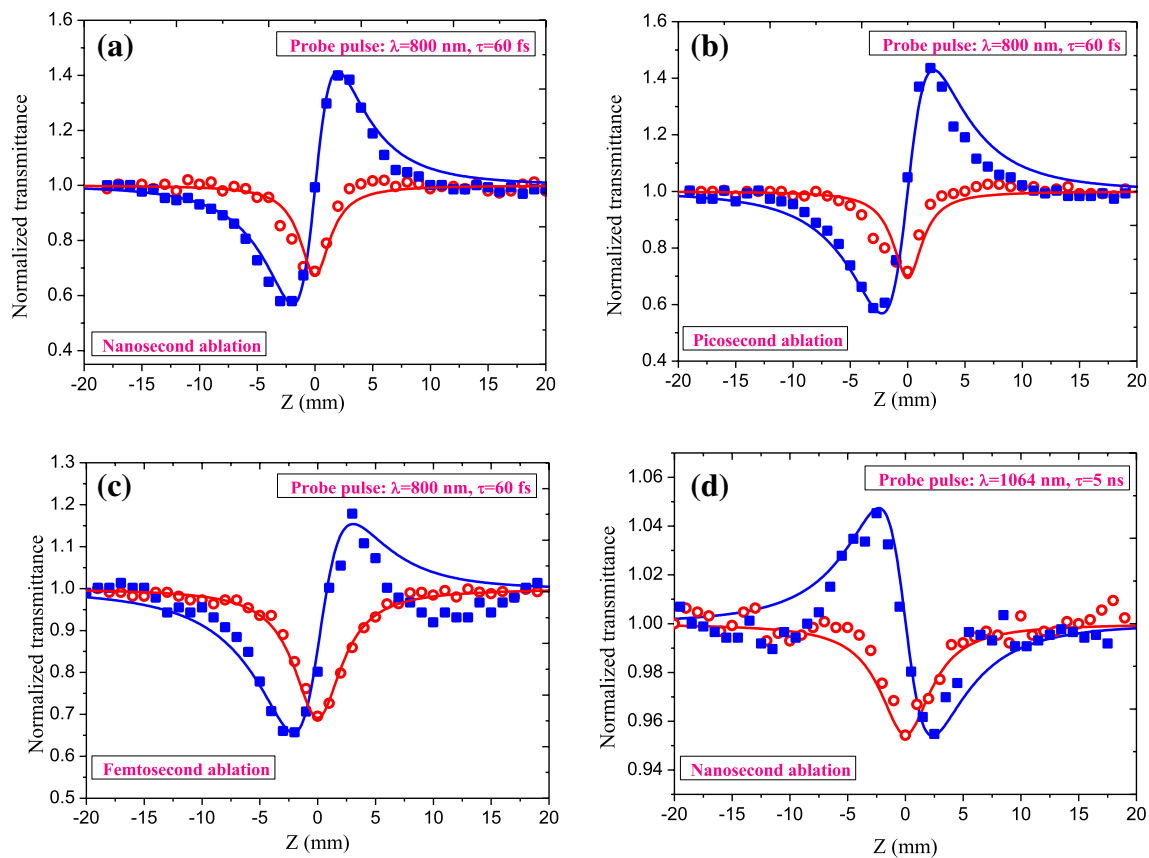 (a)
Probe pulse: λ=800 nm, τ=60 fs
1.6
1.4
1.2
1.0
0.8
0.6
0.4
Normalized transmittance
Nanosecond ablation
-20 -15 -10 -5 0 5 10 15 20
Z (mm)
(b)
Probe pulse: λ=800 nm, τ=60 fs
1.6
1.4
1.2
1.0
0.8
0.6
0.4
Normalized transmittance
Picosecond ablation
-20 -15 -10 -5 0 5 10 15 20
Z (mm)
(c)
Probe pulse: λ=800 nm, τ=60 fs
1.3
1.2
1.1
1.0
0.9
0.8
0.7
0.6
0.5
Normalized transmittance
Femtosecond ablation
-20 -15 -10 -5 0 5 10 15 20
Z (mm)
(d)
Probe pulse: λ=1064 nm, τ=5 ns
1.06
1.04
1.02
1.00
0.98
0.96
0.94
Normalized transmittance
Nanosecond ablation
-20 -15 -10 -5 0 5 10 15 20
Z (mm)